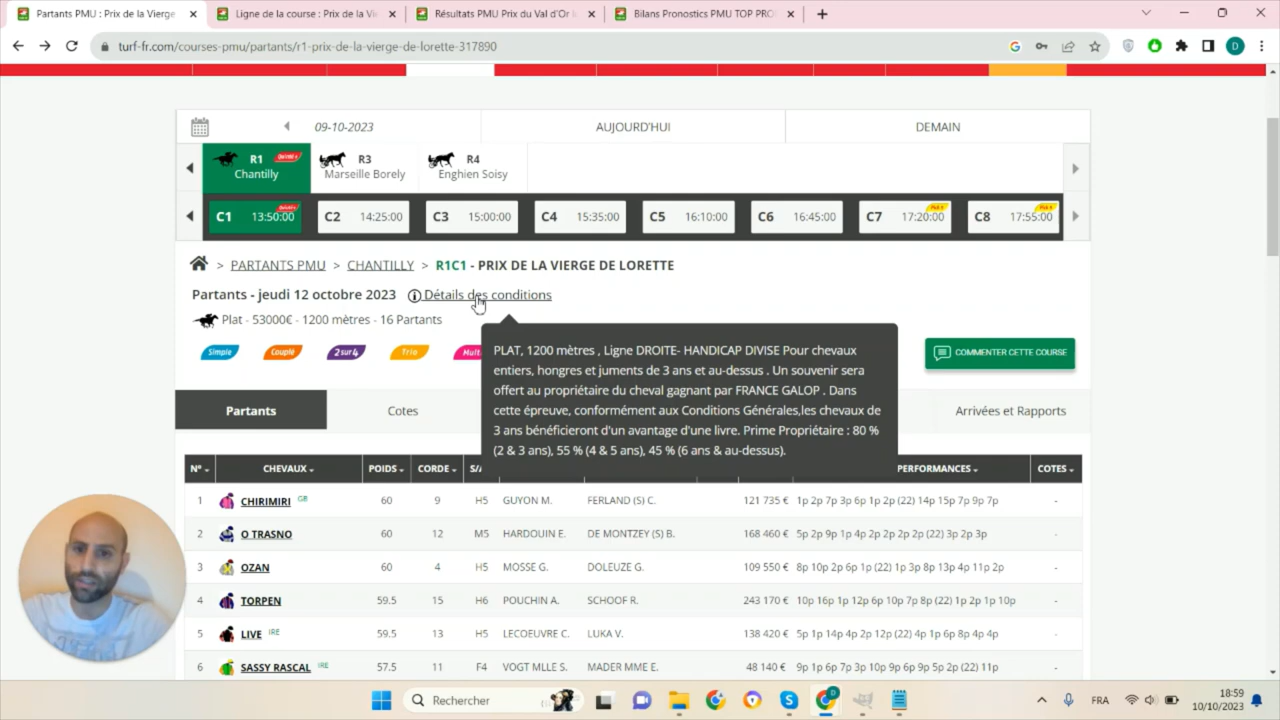 Partants PMU : Prix de la Vierge
Ligne de la course : Prix de la Vi
Résultats PMU Prix du Val d'Or
Bilans Pronostics PMU TOP PRO
turf-fr.com/courses-pmu/partants/r1-prix-de-la-vierge-de-lorette-317890
D
09-10-2023 AUJOURD'HUI DEMAIN
R1 Quinté+ R3 R4
Chantilly Marseille Borely Enghien Soisy
C1 13:50:00 C2 14:25:00 C3 15:00:00 C4 15:35:00 C5 16:10:00 C6 16:45:00 C7 17:20:00 C8 17:55:00
> PARTANTS PMU > CHANTILLY > R1C1 - PRIX DE LA VIERGE DE LORETTE
Partants - jeudi 12 octobre 2023 Détails des conditions
Plat - 53000€ - 1200 mètres - 16 Partants
Simple Couplé 2sur4 Trio Mult
PLAT, 1200 mètres , Ligne DROITE- HANDICAP DIVISE Pour chevaux
entiers, hongres et juments de 3 ans et au-dessus . Un souvenir sera
offert au propriétaire du cheval gagnant par FRANCE GALOP . Dans
cette épreuve, conformément aux Conditions Générales,les chevaux de
3 ans bénéficieront d'un avantage d'une livre. Prime Propriétaire : 80 %
(2 & 3 ans), 55 % (4 & 5 ans), 45 % (6 ans & au-dessus).
COMMENTER CETTE COURSE
Partants Cotes Arrivées et Rapports
N° CHEVAUX POIDS CORDE S/A PERFORMANCES COTES
1 CHIRIMIRI GB 60 9 H5 GUYON M. FERLAND (S) C. 121 735 € 1p 2p 7p 3p 6p 1p 2p (22) 14p 15p 7p 9p 7p -
2 O TRASNO 60 12 M5 HARDOUIN E. DE MONTZEY (S) B. 168 460 € 5p 2p 9p 1p 4p 2p 2p 2p 2p (22) 3p 2p 3p -
3 OZAN 60 4 H5 MOSSE G. DOLEUZE G. 109 550 € 8p 10p 2p 6p 1p (22) 1p 3p 8p 13p 4p 11p 2p -
4 TORPEN 59.5 15 H6 POUCHIN A. SCHOOF R. 243 170 € 10p 16p 1p 12p 6p 10p 7p 8p (22) 1p 2p 1p 10p -
5 LIVE IRE 59.5 13 H5 LECOEUVRE C. LUKA V. 138 420 € 5p 1p 14p 4p 2p 12p (22) 4p 1p 6p 8p 4p 4p -
6 SASSY RASCAL IRE 57.5 11 F4 VOGT MLLE S. MADER MME E. 48 140 € 9p 1p 6p 7p 3p 10p 9p 6p 9p 5p 2p (22) 11p -
Rechercher
FRA
18:59
10/10/2023